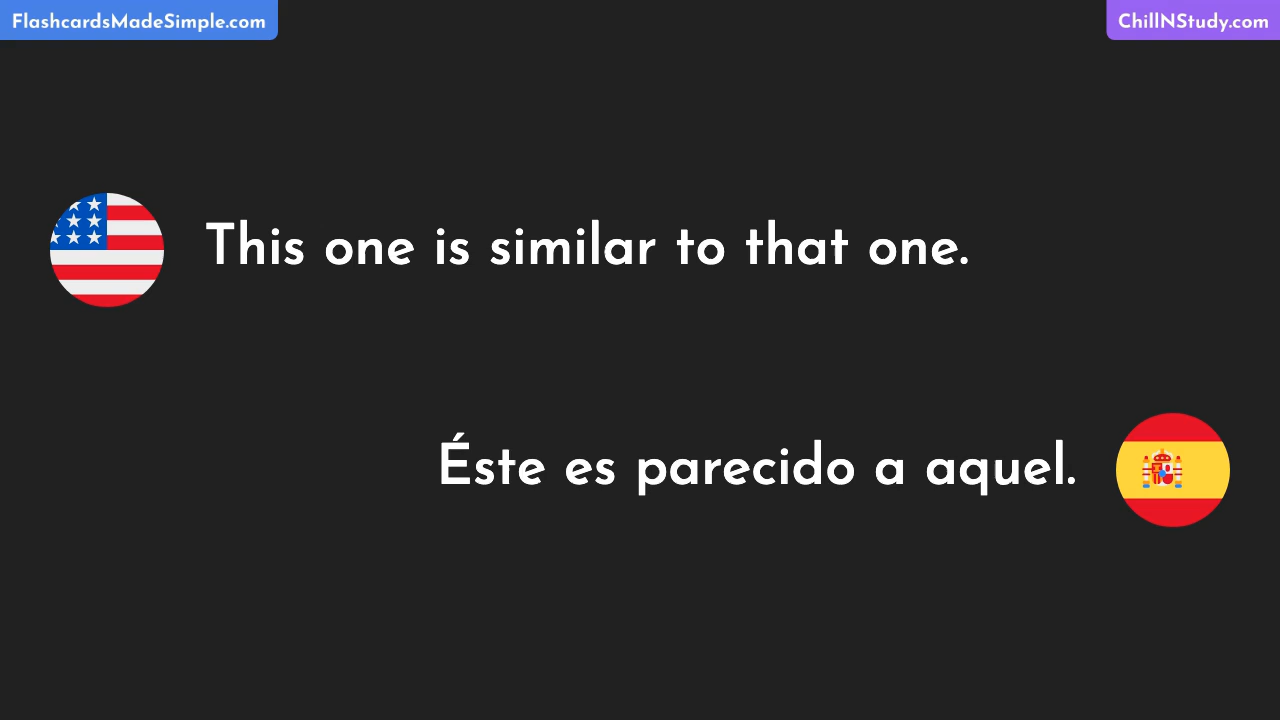 FlashcardsMadeSimple.com
ChillNStudy.com
This one is similar to that one.
Éste es parecido a aquel.